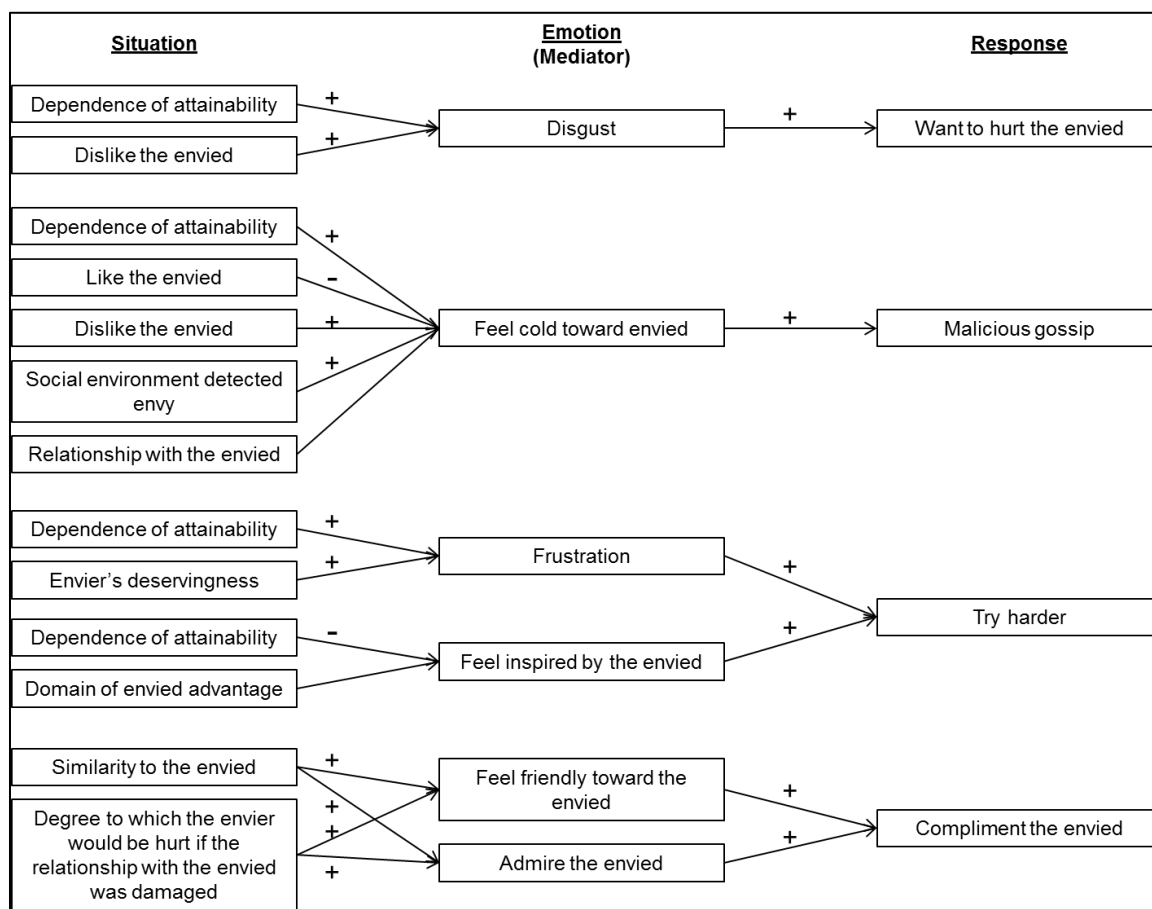 Situation
Emotion
(Mediator)
Response
Dependence of attainability
+
Dislike the envied
+
Disgust
+
Want to hurt the envied
Dependence of attainability
+
Like the envied
-
Dislike the envied
+
Social environment detected
envy
+
Relationship with the envied
Feel cold toward envied
+
Malicious gossip
Dependence of attainability
+
Envier’s deservingness
+
Frustration
+
Dependence of attainability
-
Domain of envied advantage
Feel inspired by the envied
+
Try harder
Similarity to the envied
+
+
Degree to which the envier
would be hurt if the
relationship with the envied
was damaged
+
+
Feel friendly toward the
envied
+
Admire the envied
+
Compliment the envied